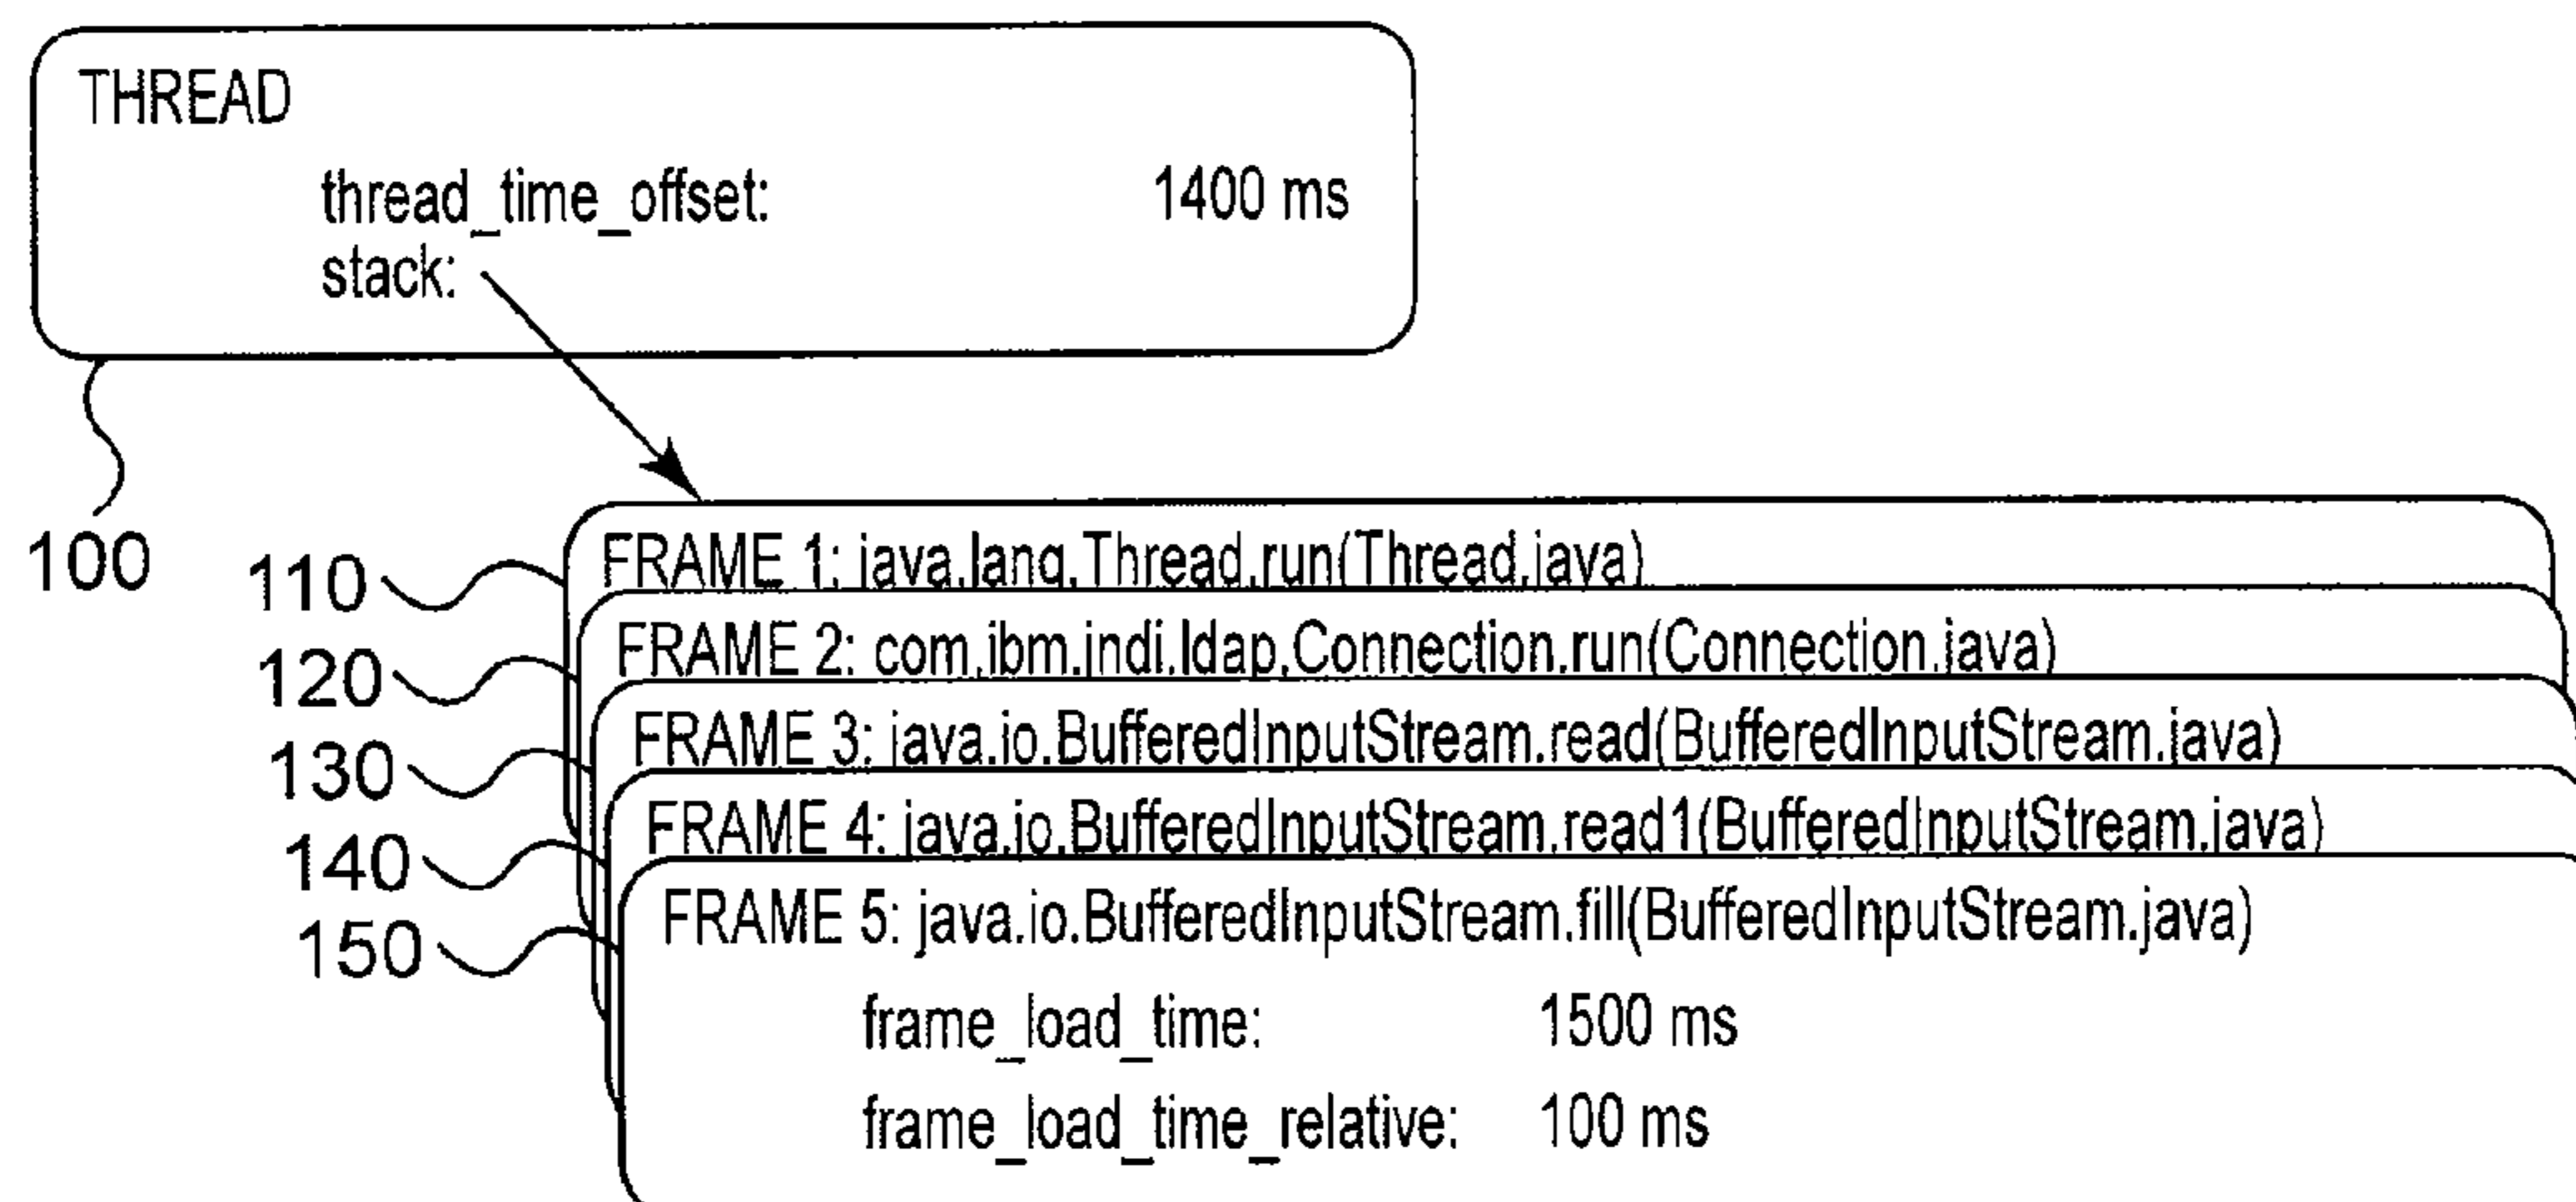 THREAD
thread_time_offset: 1400 ms
stack:
100
110
FRAME 1: java.lang.Thread.run(Thread.java)
120
FRAME 2: com.ibm.jndi.ldap.Connection.run(Connection.java)
130
FRAME 3: java.io.BufferedInputStream.read(BufferedInputStream.java)
140
FRAME 4: java.io.BufferedInputStream.read1(BufferedInputStream.java)
150
FRAME 5: java.io.BufferedInputStream.fill(BufferedInputStream.java)
frame_load_time: 1500 ms
frame_load_time_relative: 100 ms